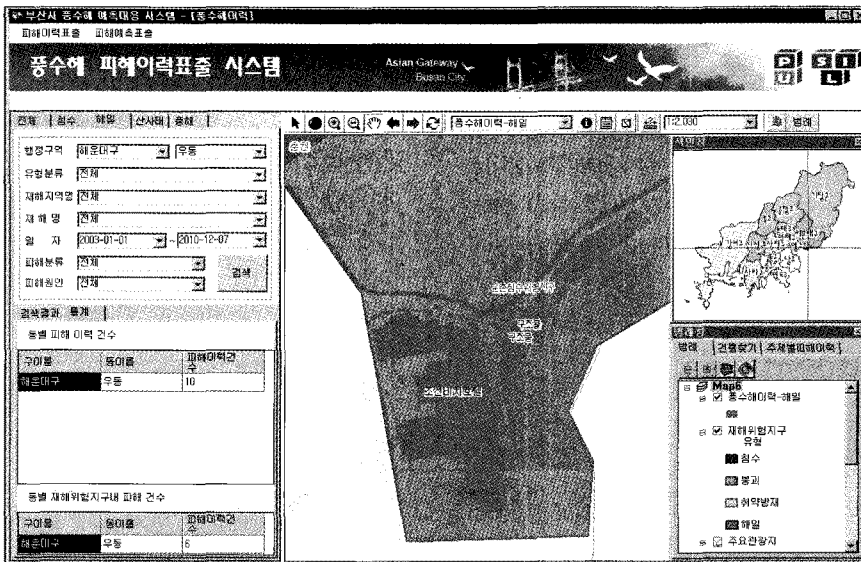 부산시 풍수해 예측대응 시스템 - [풍수해이력]
피해이력표출 피해예측표출
풍수해 피해이력표출 시스템
Asian Gateway
Busan City
전체 침수 해일 산사태 총해
풍수해이력-해일
1:2,030
범례
행정구역 해운대구 우동
유형분류 전체
재해지역명 전체
재 해 명 전체
일 자 2003-01-01 ~ 2010-12-07
피해분류 전체
피해원인 전체
검색
검색결과 통계
동별 피해 이력 건수
구이름 동이름 피해이력건수
해운대구 우동 10
동별 재해위험지구내 피해 건수
구이름 동이름 피해이력건수
해운대구 우동 6
조선비치호텔
범례 건물찾기 주제별피해이력
Map6
풍수해이력-해일
재해위험지구
유형
침수
붕괴
취약방재
해일
주요관광지